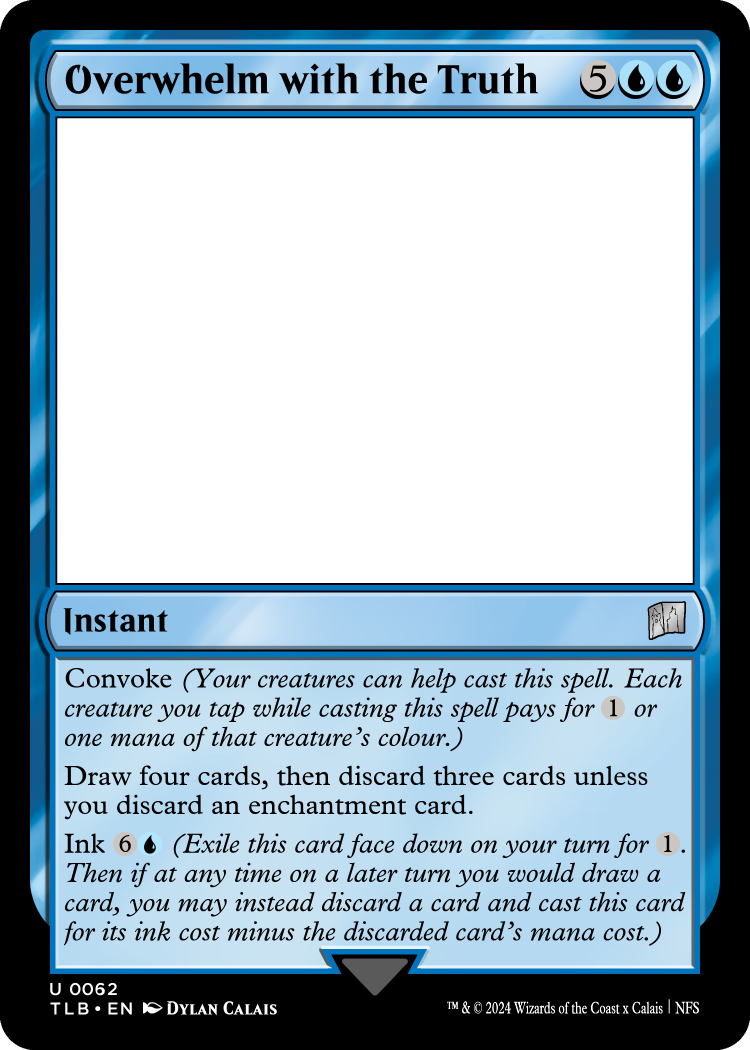 Overwhelm with the Truth 5
Instant
Convoke (Your creatures can help cast this spell. Each
creature you tap while casting this spell pays for 1 or
one mana of that creature's colour.)
Draw four cards, then discard three cards unless
you discard an enchantment card.
Ink 6 (Exile this card face down on your turn for 1.
Then if at any time on a later turn you would draw a
card, you may instead discard a card and cast this card
for its ink cost minus the discarded card's mana cost.)
U 0062
TLB • EN Dylan Calais
™ & © 2024 Wizards of the Coast x Calais | NFS